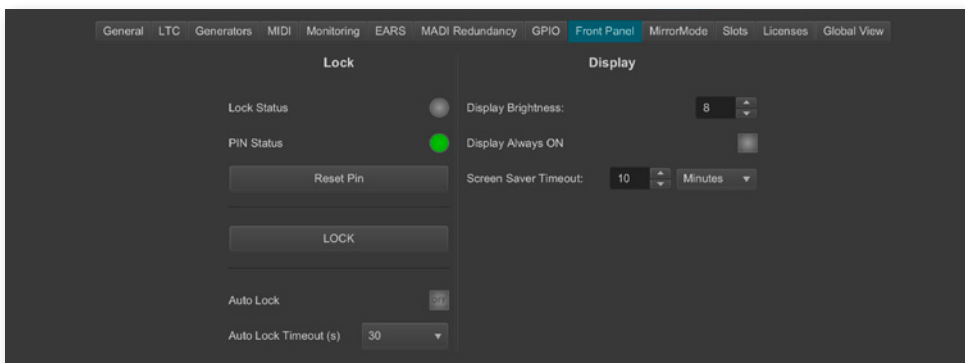 General LTC Generators MIDI Monitoring EARS MADI Redundancy GPIO Front Panel MirrorMode Slots Licenses Global View
Lock
Lock Status
PIN Status
Reset Pin
LOCK
Auto Lock OFF
Auto Lock Timeout (s) 30
Display
Display Brightness: 8
Display Always ON
Screen Saver Timeout: 10 Minutes